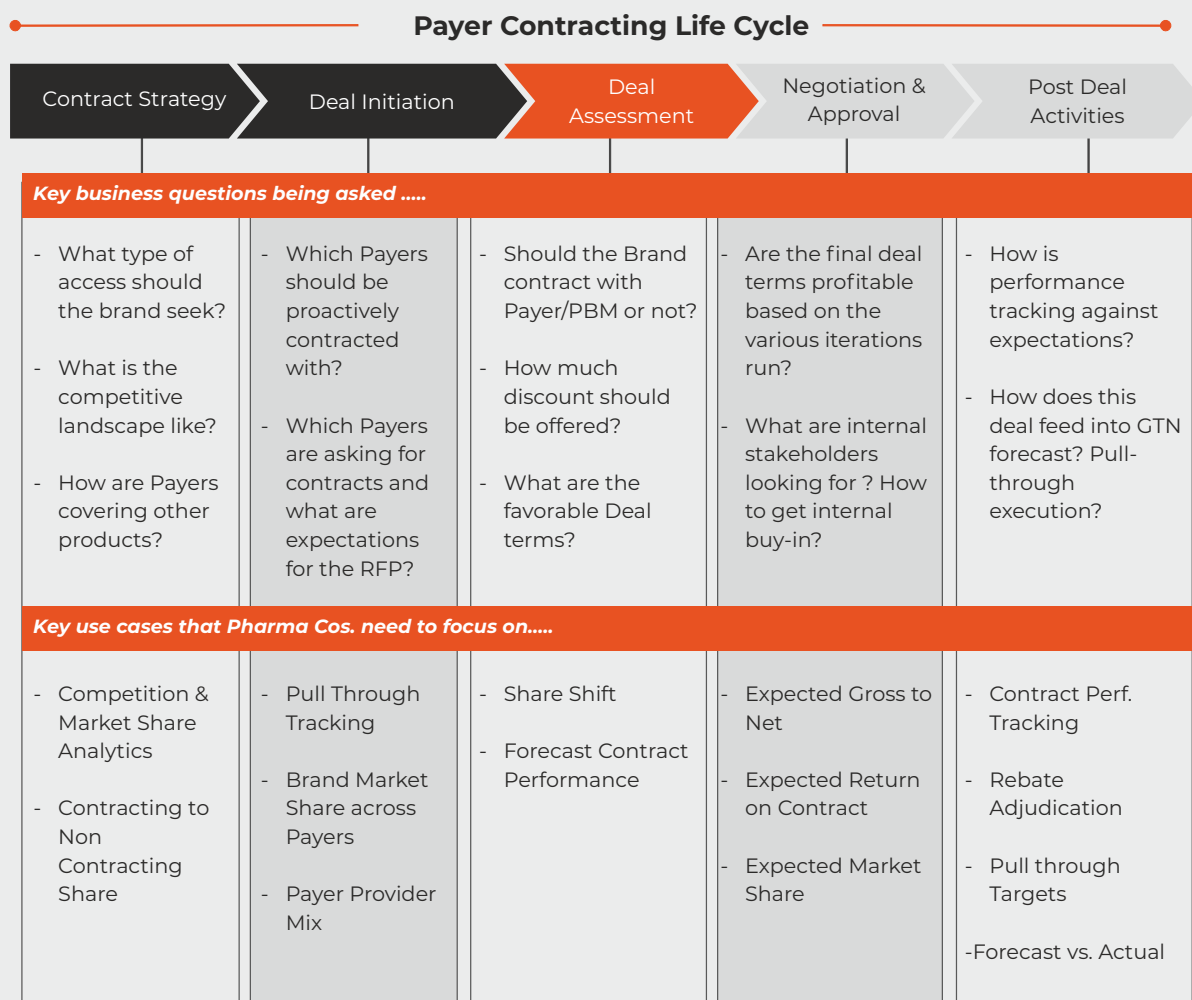 Payer Contracting Life Cycle
Contract Strategy
Deal Initiation
Deal
Assessment
Negotiation &
Approval
Post Deal
Activities
Key business questions being asked .....
- What type of
access should
the brand seek?
- What is the
competitive
landscape like?
- How are Payers
covering other
products?
- Which Payers
should be
proactively
contracted
with?
- Which Payers
are asking for
contracts and
what are
expectations
for the RFP?
- Should the Brand
contract with
Payer/PBM or not?
- How much
discount should
be offered?
- What are the
favorable Deal
terms?
- Are the final deal
terms profitable
based on the
various iterations
run?
- What are internal
stakeholders
looking for ? How
to get internal
buy-in?
- How is
performance
tracking against
expectations?
- How does this
deal feed into GTN
forecast? Pull-
through
execution?
Key use cases that Pharma Cos. need to focus on.....
- Competition &
Market Share
Analytics
- Contracting to
Non
Contracting
Share
- Pull Through
Tracking
- Brand Market
Share across
Payers
- Payer Provider
Mix
- Share Shift
- Forecast Contract
Performance
- Expected Gross to
Net
- Expected Return
on Contract
- Expected Market
Share
- Contract Perf.
Tracking
- Rebate
Adjudication
- Pull through
Targets
-Forecast vs. Actual